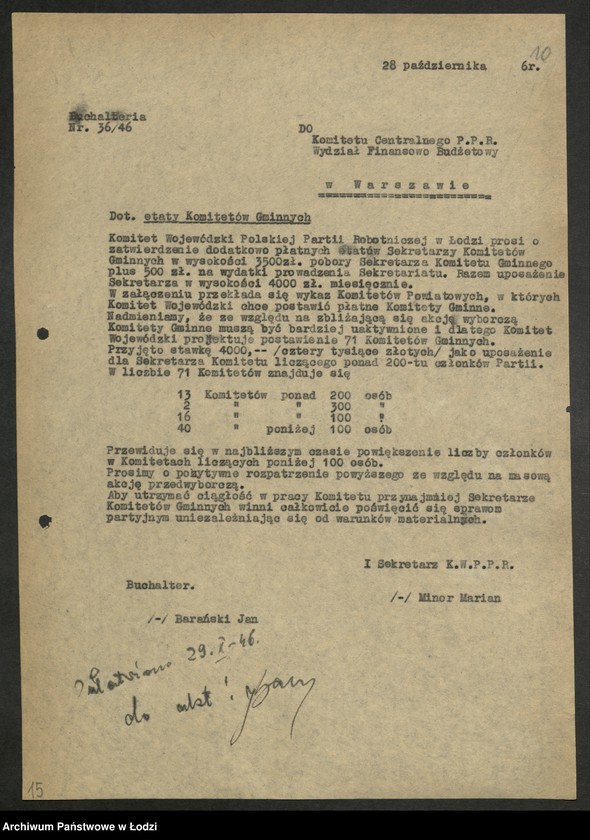 10
28 października 6r.
Buchalteria
Nr. 36/46
DO
Komitetu Centralnego P.P.R.
Wydział Finansowo Budżetowy
w Warszawie
Dot. etaty Komitetów Gminnych
Komitet Wojewódzki Polskiej Partii Robotniczej w Łodzi prosi o
zatwierdzenie dodatkowo płatnych etatów Sekretarzy Komitetów
Gminnych w wysokości 3500zł. pobory Sekretarza Komitetu Gminnego
plus 500 zł. na wydatki prowadzenia Sekretariatu. Razem uposażenie
Sekretarza w wysokości 4000 zł. miesięcznie.
W załączeniu przekłada się wykaz Komitetów Powiatowych, w których
Komitet Wojewódzki chce postawić płatne Komitety Gminne.
Nadmieniamy, że ze względu na zbliżającą się akcję wyborczą
Komitety Gminne muszą być bardziej uaktywnione i dlatego Komitet
Wojewódzki projektuje postawienie 71 Komitetów Gminnych.
Przyjęto stawkę 4000,-- /cztery tysiące złotych/ jako uposażenie
dla Sekretarza Komitetu liczącego ponad 200-tu członków Partii.
W liczbie 71 Komitetów znajduje się
13 Komitetów ponad 200 osób
2 " " 300 "
16 " " 100 "
40 " poniżej 100 osób
Przewiduje się w najbliższym czasie powiększenie liczby członków
w Komitetach liczących poniżej 100 osób.
Prosimy o pozytywne rozpatrzenie powyższego ze względu na masową
akcję przedwyborczą.
Aby utrzymać ciągłość w pracy Komitetu przynajmniej Sekretarze
Komitetów Gminnych winni całkowicie poświęcić się sprawom
partyjnym uniezależniając się od warunków materialnych.
I Sekretarz K.W.P.P.R.
Buchalter.
/-/ Minor Marian
/-/ Barański Jan
Załatwiono 29.X-46.
do akt!
15
Archiwum Państwowe w Łodzi